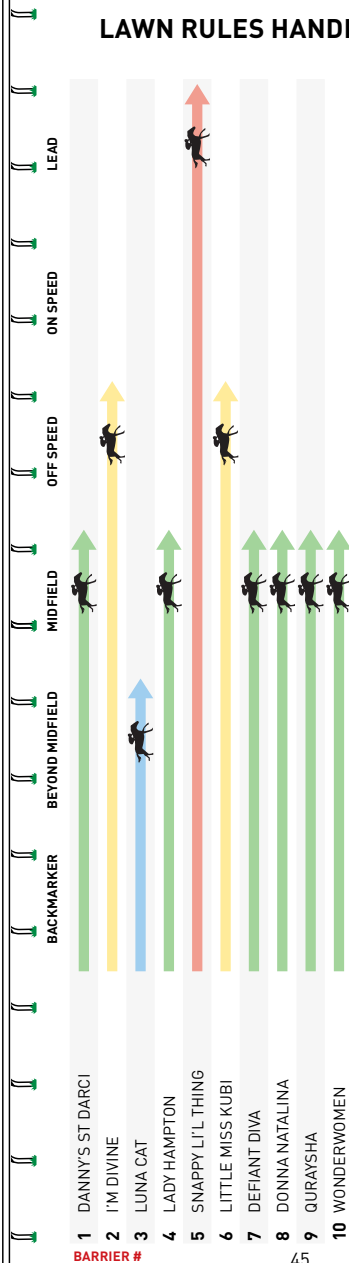 LAWN RULES HANDI
LEAD
ON SPEED
OFF SPEED
MIDFIELD
BEYOND MIDFIELD
BACKMARKER
1 DANNY'S ST DARCI
2 I'M DIVINE
3 LUNA CAT
4 LADY HAMPTON
5 SNAPPY LI'L THING
6 LITTLE MISS KUBI
7 DEFIANT DIVA
8 DONNA NATALINA
9 QURAYSHA
10 WONDERWOMEN
BARRIER #
45